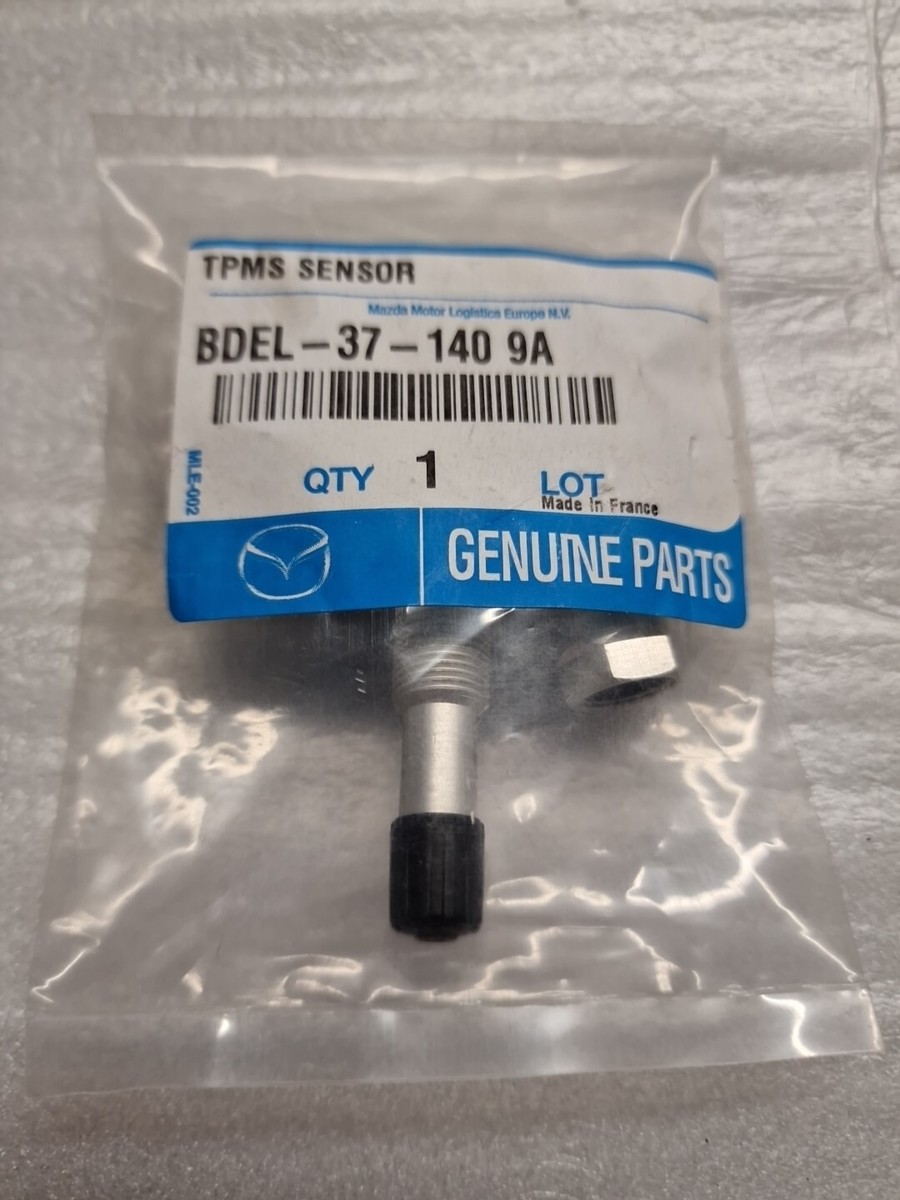 TPMS SENSOR
Mazda Motor Logistics Europe N.V.
BDEL-37-140 9A
MLE-002
QTY 1
LOT
Made in France
GENUINE PARTS